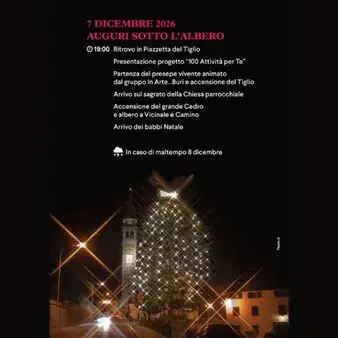 7 DICEMBRE 2026
AUGURI SOTTO L'ALBERO
19:00 Ritrovo in Piazzetta del Tiglio
Presentazione progetto "100 Attività per Te"
Partenza del presepe vivente animato
dal gruppo In Arte...Buri e accensione del Tiglio
Arrivo sul sagrato della Chiesa parrocchiale
Accensione del grande Cedro
e albero a Vicinale e Camino
Arrivo dei babbi Natale
In caso di maltempo 8 dicembre